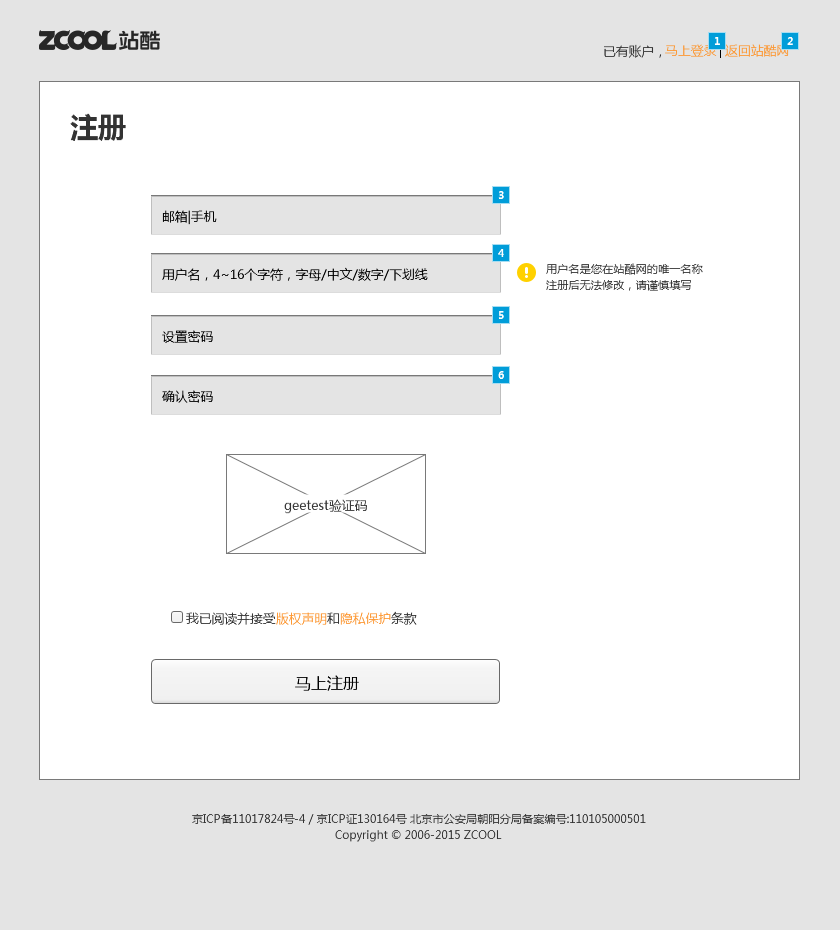 ZCOOL站酷
已有账户，马上登录|返回站酷网
1
2
注册
3
邮箱|手机
4
用户名，4~16个字符，字母/中文/数字/下划线
用户名是您在站酷网的唯一名称
注册后无法修改，请谨慎填写
5
设置密码
6
确认密码
geetest验证码
我已阅读并接受版权声明和隐私保护条款
马上注册
京ICP备11017824号-4 / 京ICP证130164号 北京市公安局朝阳分局备案编号:110105000501
Copyright © 2006-2015 ZCOOL